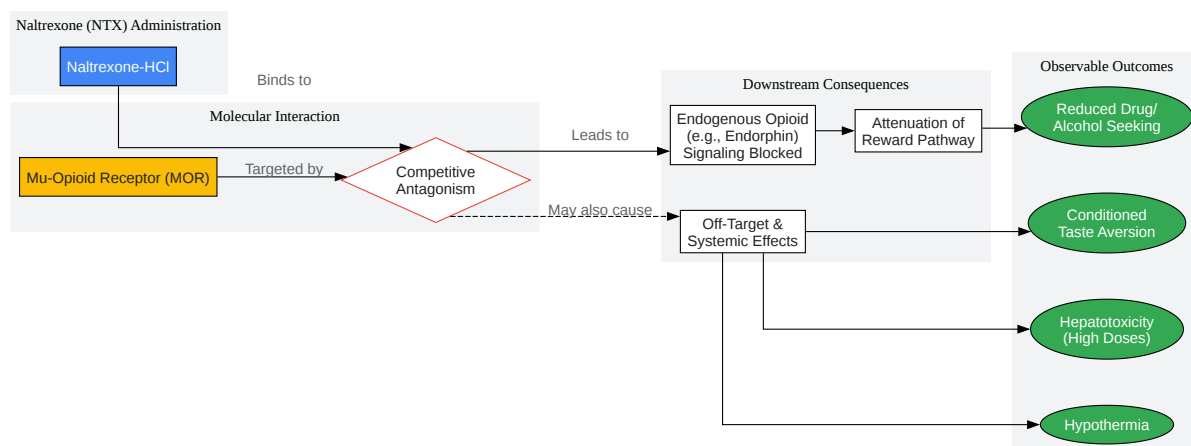 Naltrexone (NTX) Administration
Naltrexone-HCl
Binds to
Molecular Interaction
Mu-Opioid Receptor (MOR)
Targeted by
Competitive
Antagonism
Leads to
May also cause
Downstream Consequences
Endogenous Opioid
(e.g., Endorphin)
Signaling Blocked
Attenuation of
Reward Pathway
Off-Target &
Systemic Effects
Observable Outcomes
Reduced Drug/
Alcohol Seeking
Conditioned
Taste Aversion
Hepatotoxicity
(High Doses)
Hypothermia